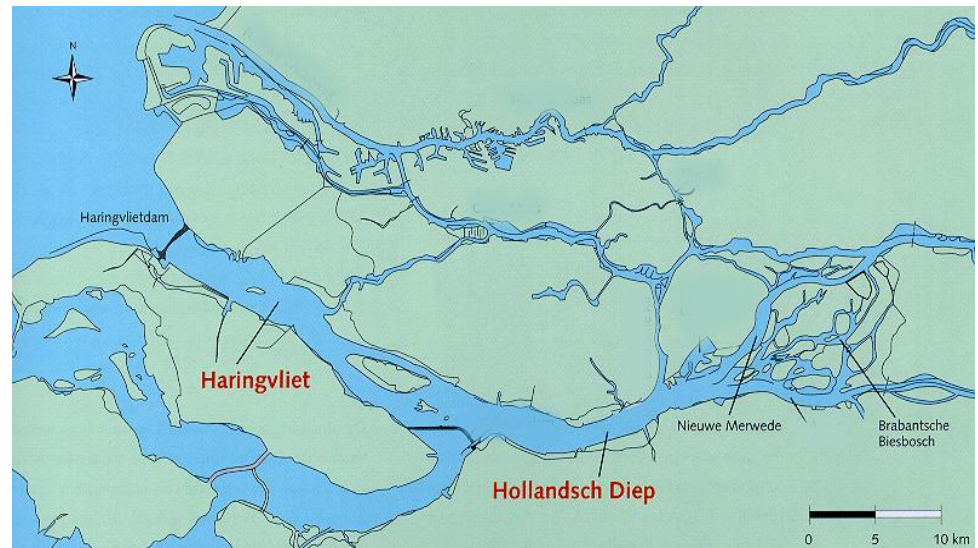 N
Haringvlietdam
Haringvliet
Nieuwe Merwede
Brabantsche
Biesbosch
Hollandsch Diep
0 5 10 km